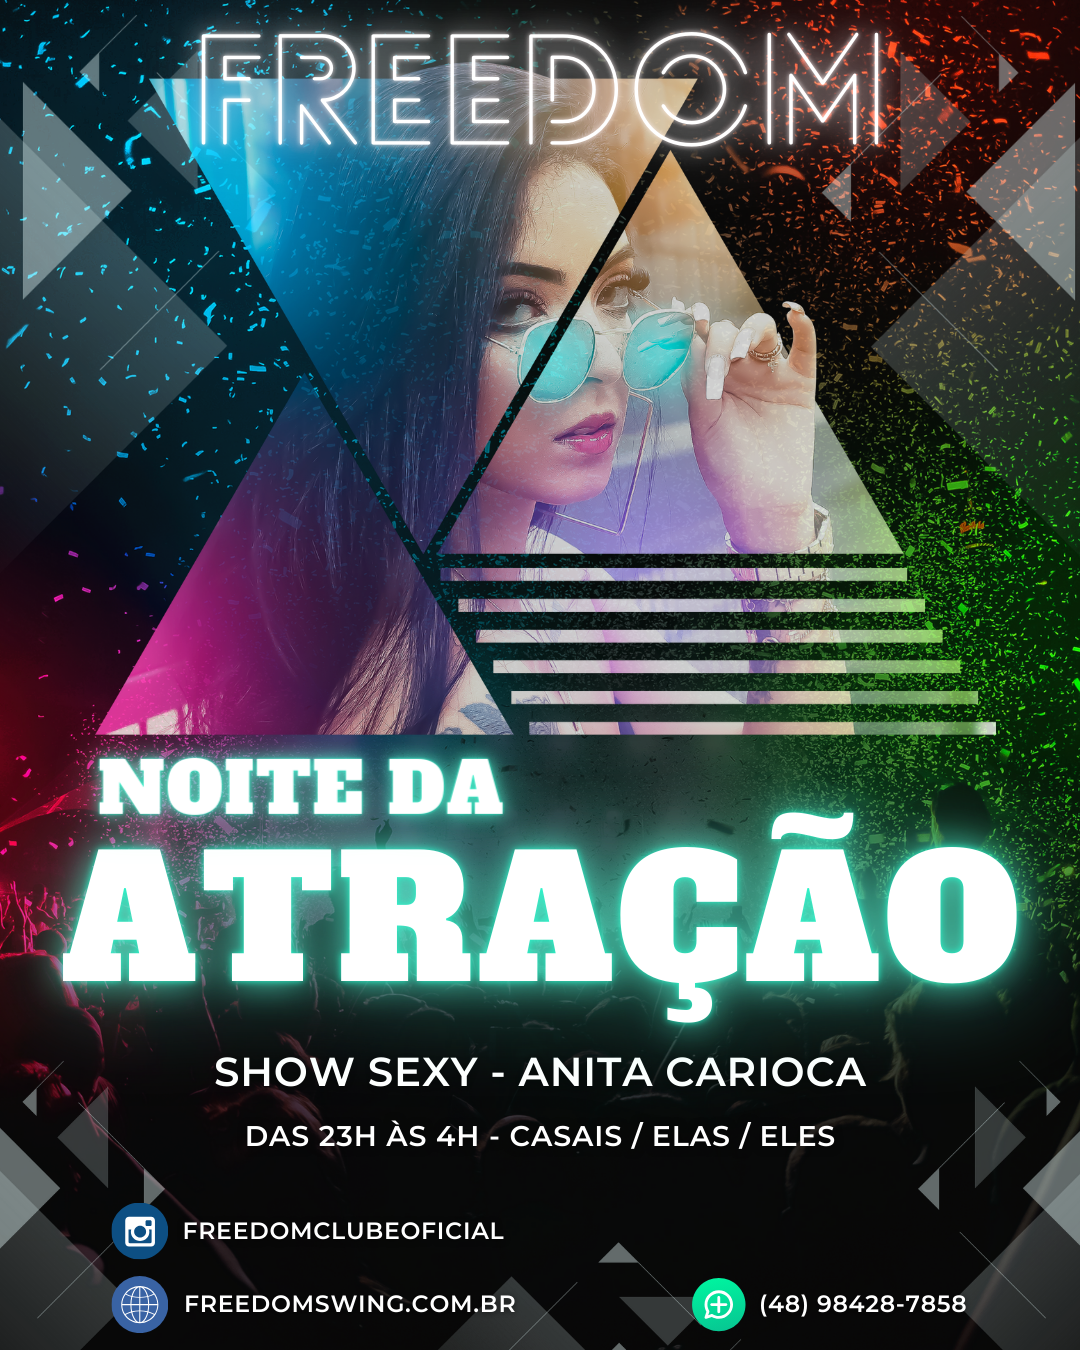 FREEDOM
NOITE DA
ATRAÇÃO
SHOW SEXY - ANITA CARIOCA
DAS 23H ÀS 4H - CASAIS / ELAS / ELES
FREEDOMCLUBEOFICIAL
FREEDOMSWING.COM.BR
(48) 98428-7858